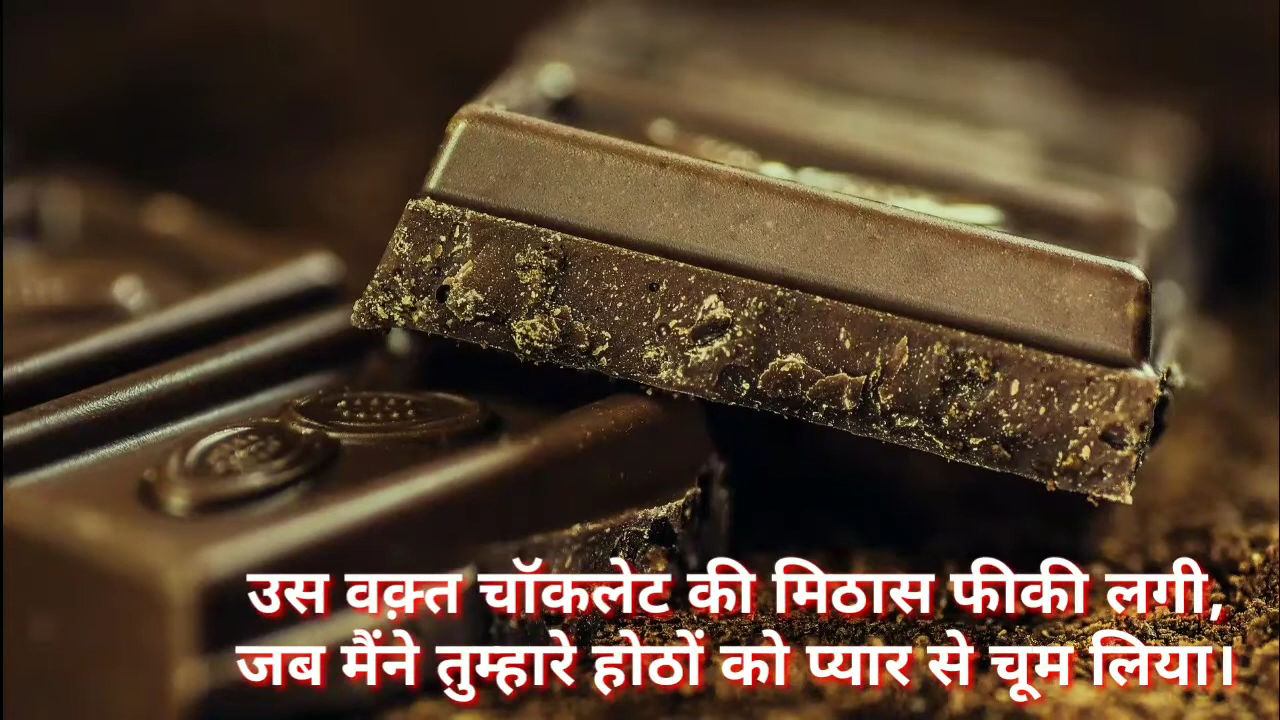 उस वक़्त चॉकलेट की मिठास फीकी लगी,
जब मैंने तुम्हारे होठों को प्यार से चूम लिया।